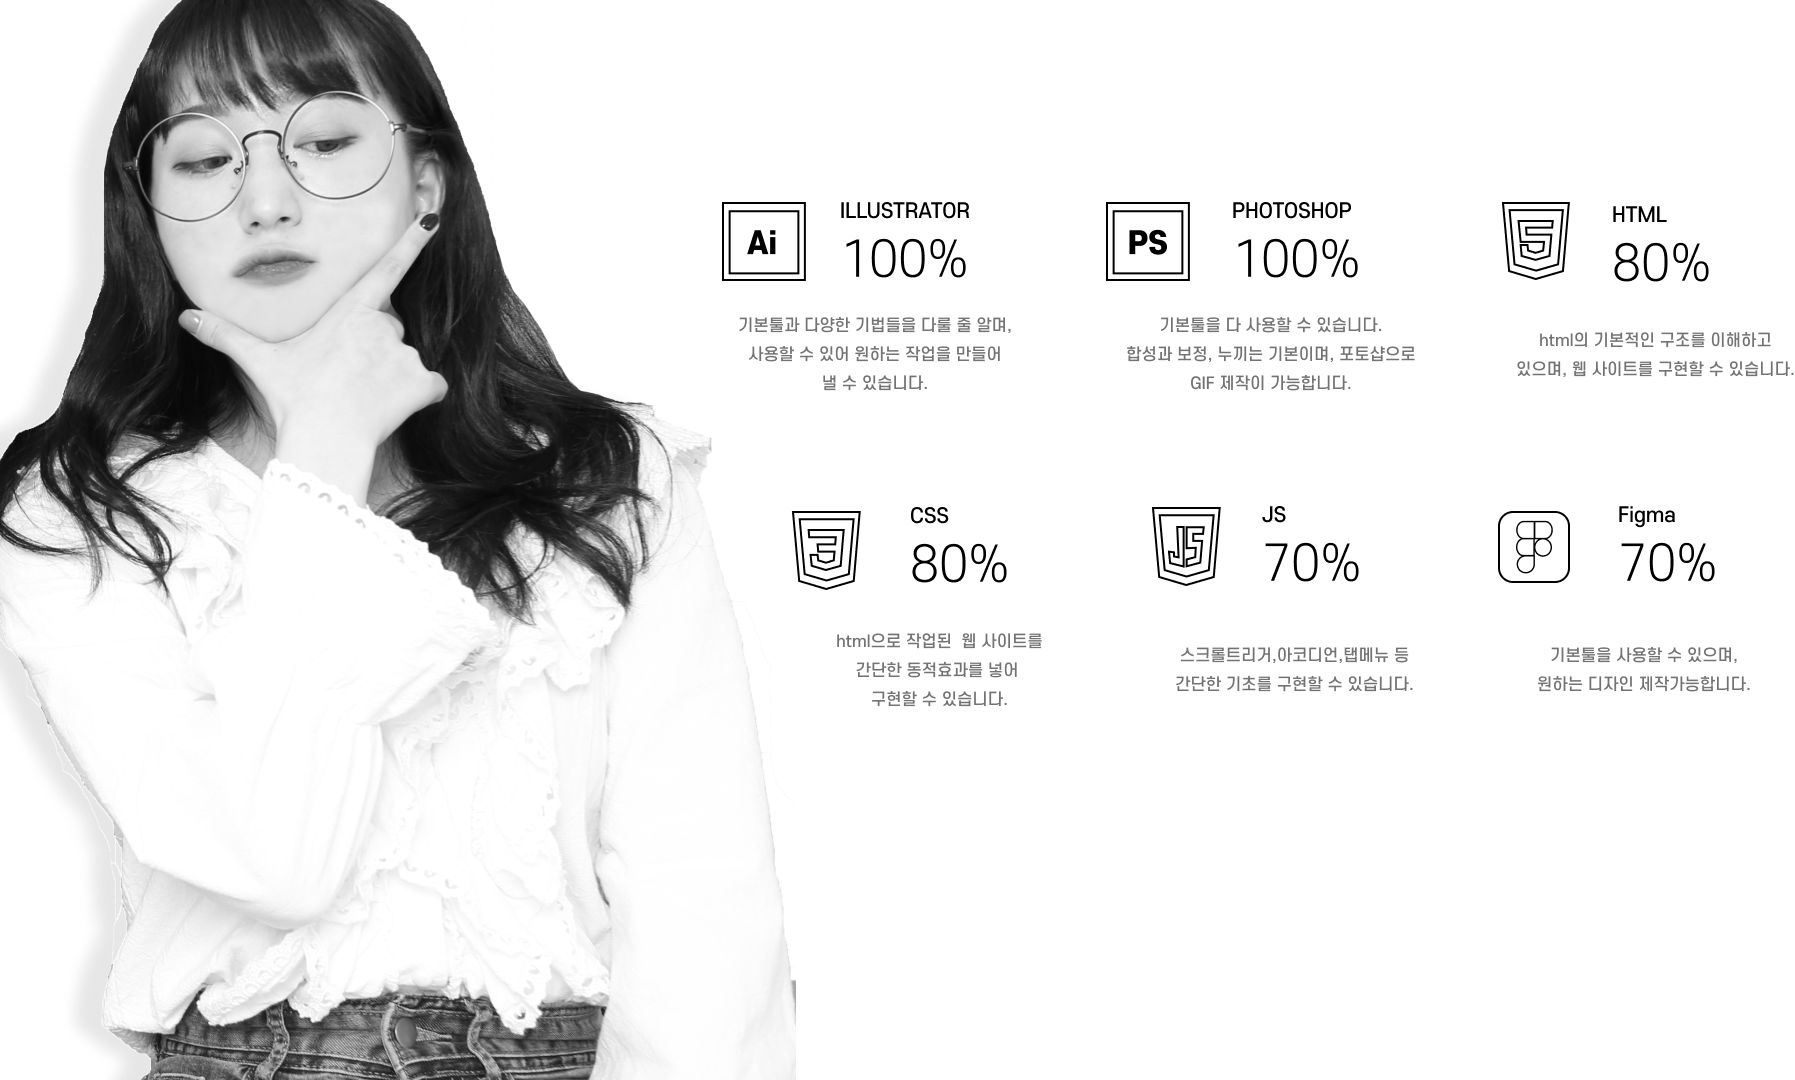 Ai
ILLUSTRATOR
100%
기본툴과 다양한 기법들을 다룰 줄 알며,
사용할 수 있어 원하는 작업을 만들어
낼 수 있습니다.
PS
PHOTOSHOP
100%
기본툴을 다 사용할 수 있습니다.
합성과 보정, 누끼는 기본이며, 포토샵으로
GIF 제작이 가능합니다.
5
HTML
80%
html의 기본적인 구조를 이해하고
있으며, 웹 사이트를 구현할 수 있습니다.
3
CSS
80%
html으로 작업된  웹 사이트를
간단한 동적효과를 넣어
구현할 수 있습니다.
JS
JS
70%
스크롤트리거,아코디언,탭메뉴 등
간단한 기초를 구현할 수 있습니다.
Figma
70%
기본툴을 사용할 수 있으며,
원하는 디자인 제작가능합니다.